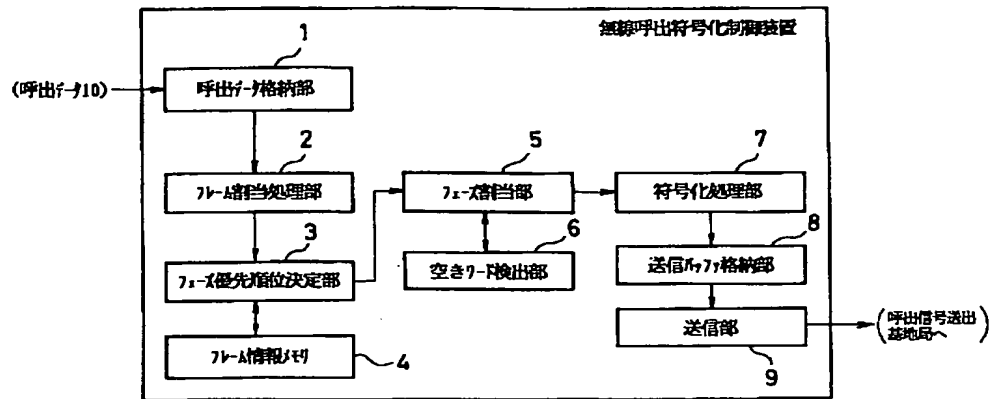 無線呼出符号化制御装置
1
(呼出データ10)
呼出データ格納部
2
フレーム割当処理部
3
フェーズ優先順位決定部
4
フレーム情報メモリ
5
フェーズ割当部
6
空きワード検出部
7
符号化処理部
8
送信バッファ格納部
送信部
9
(呼出信号送出
基地局へ)